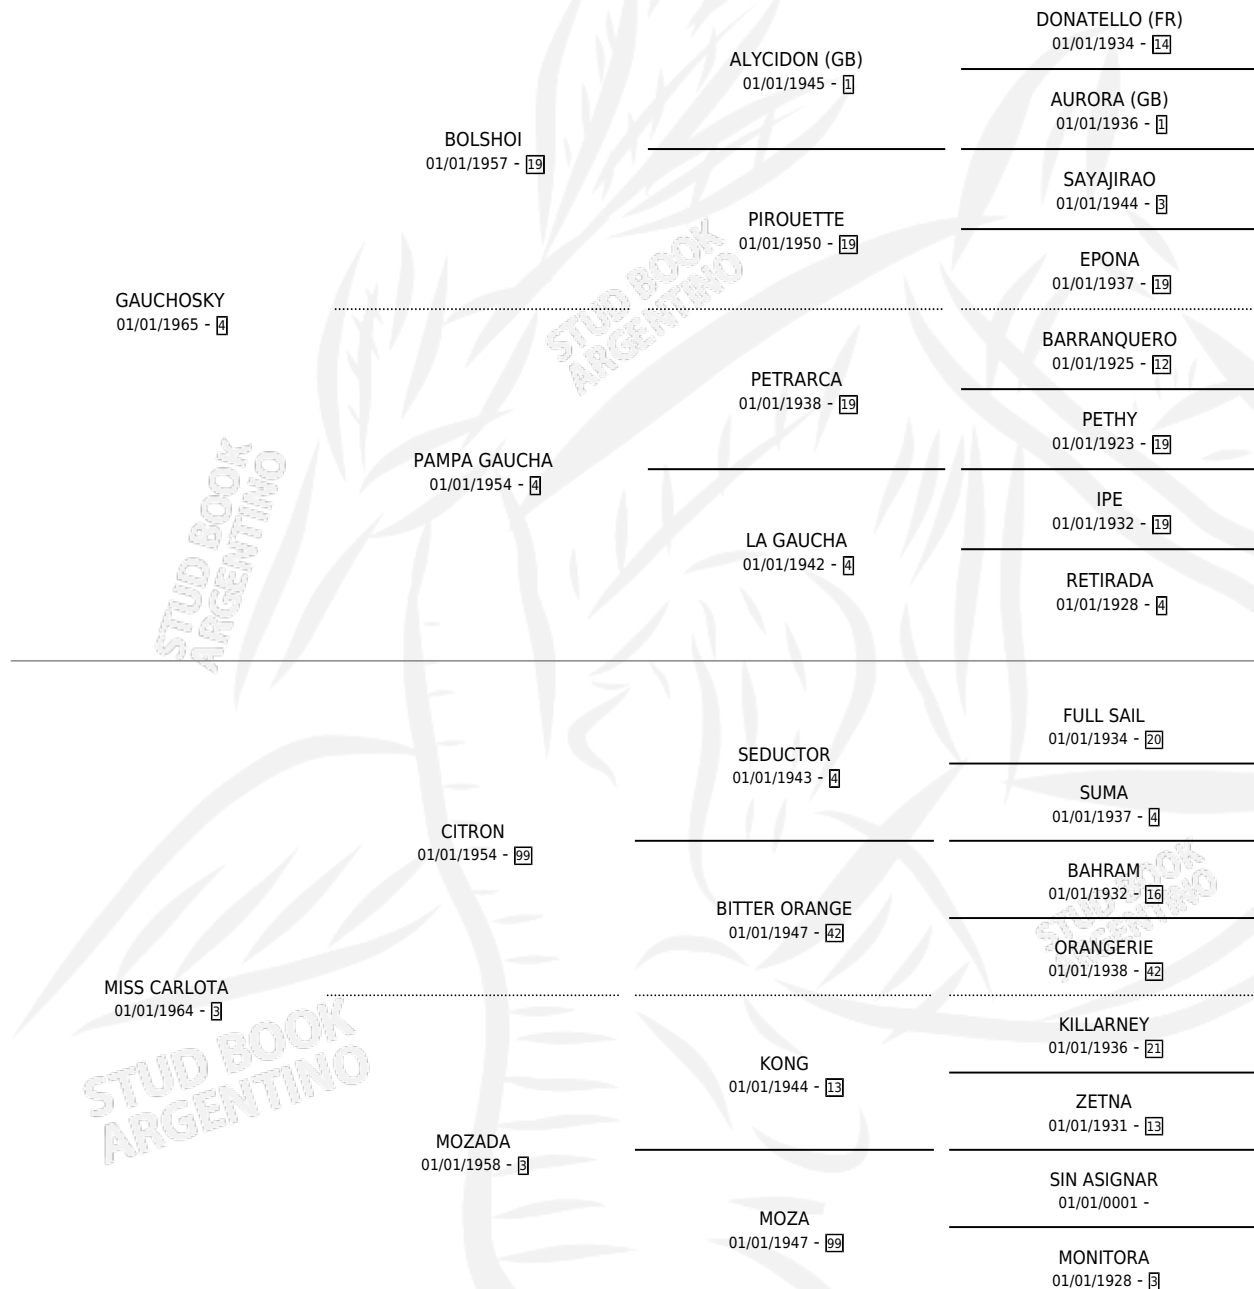 DONATELLO (FR)
01/01/1934 - 14
ALYCIDON (GB)
01/01/1945 - 1
AURORA (GB)
01/01/1936 - 1
BOLSHOI
01/01/1957 - 19
SAYAJIRAO
01/01/1944 - 3
PIROUETTE
01/01/1950 - 19
EPONA
01/01/1937 - 19
GAUCHOSKY
01/01/1965 - 4
BARRANQUERO
01/01/1925 - 12
PETRARCA
01/01/1938 - 19
PETHY
01/01/1923 - 19
PAMPA GAUCHA
01/01/1954 - 4
IPE
01/01/1932 - 19
LA GAUCHA
01/01/1942 - 4
RETIRADA
01/01/1928 - 4
FULL SAIL
01/01/1934 - 20
SEDUCTOR
01/01/1943 - 4
SUMA
01/01/1937 - 4
CITRON
01/01/1954 - 99
BAHRAM
01/01/1932 - 16
BITTER ORANGE
01/01/1947 - 42
ORANGERIE
01/01/1938 - 42
MISS CARLOTA
01/01/1964 - 3
KILLARNEY
01/01/1936 - 21
KONG
01/01/1944 - 13
ZETNA
01/01/1931 - 13
MOZADA
01/01/1958 - 3
SIN ASIGNAR
01/01/0001 -
MOZA
01/01/1947 - 99
MONITORA
01/01/1928 - 3
STUD BOOK
ARGENTINO
STUD BOOK
ARGENTINO
STUD BOOK
ARGENTINO
STUD BOOK
ARGENTINO